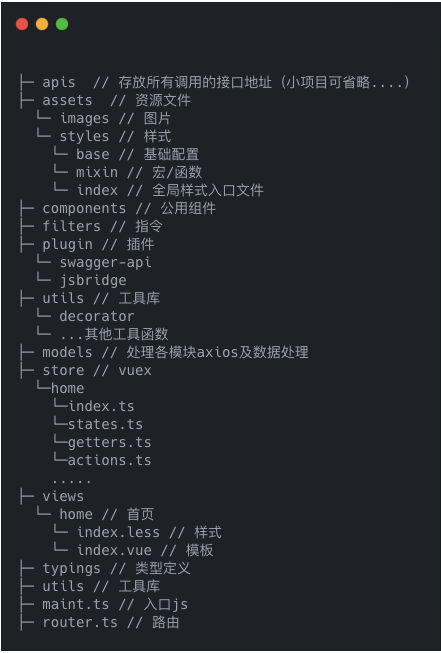 ├─ apis  // 存放所有调用的接口地址（小项目可省略....）
├─ assets  // 资源文件
  └─ images // 图片
  └─ styles // 样式
    └─ base // 基础配置
    └─ mixin // 宏/函数
    └─ index // 全局样式入口文件
├─ components // 公用组件
├─ filters // 指令
├─ plugin // 插件
  └─ swagger-api
  └─ jsbridge
├─ utils // 工具库
  └─ decorator
  └─ ...其他工具函数
├─ models // 处理各模块axios及数据处理
├─ store // vuex
  └─home
    └─index.ts
    └─states.ts
    └─getters.ts
    └─actions.ts
    .....
├─ views
  └─ home // 首页
    └─ index.less // 样式
    └─ index.vue // 模板
├─ typings // 类型定义
├─ utils // 工具库
├─ maint.ts // 入口js
├─ router.ts // 路由